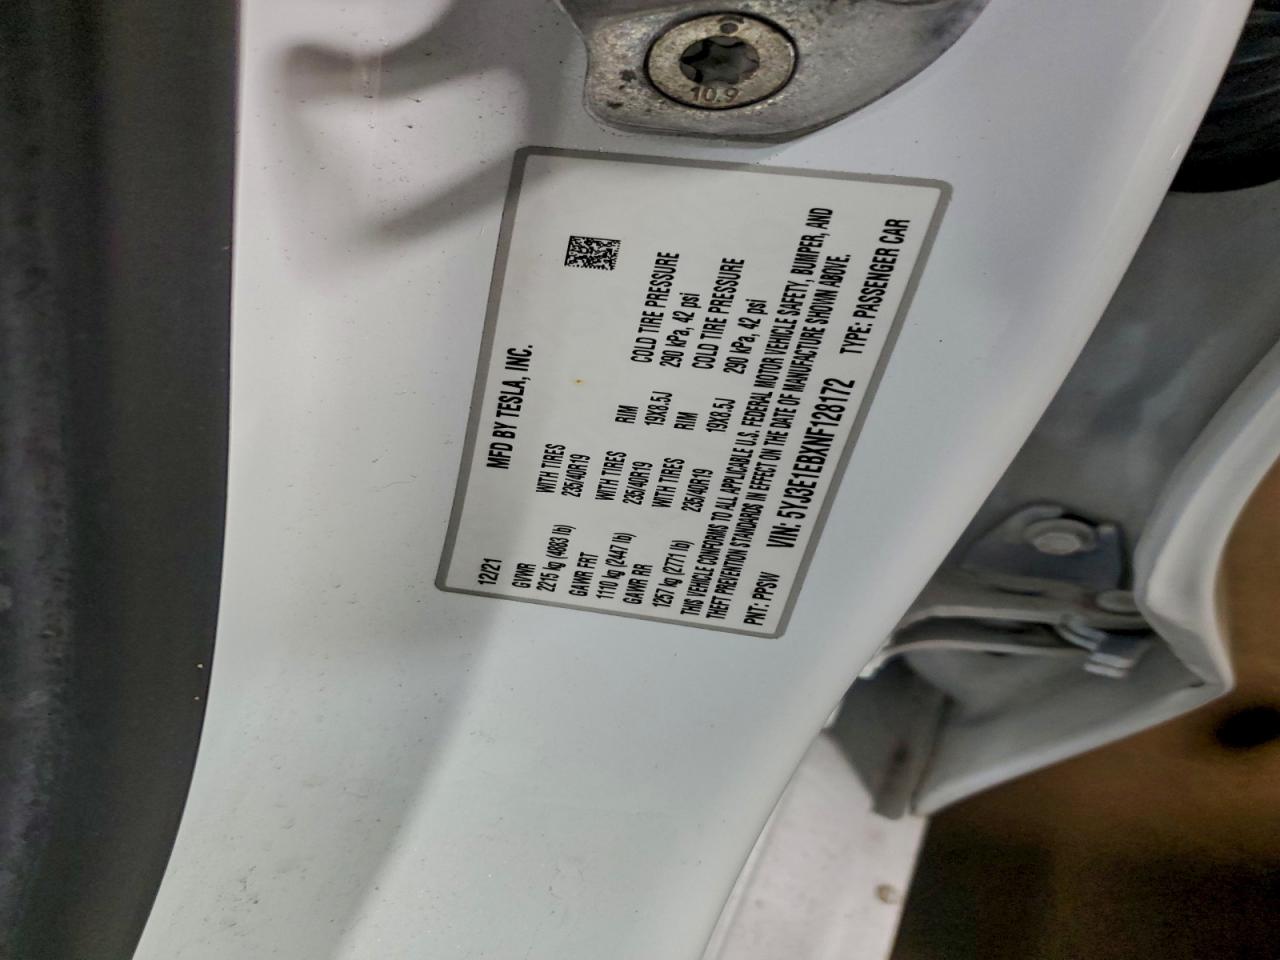 10.9
12/21 MFD BY TESLA, INC.
GVWR WITH TIRES RIM COLD TIRE PRESSURE
2215 kg (4883 lb) 235/40R19 19X8.5J 290 kPa, 42 psi
GAWR FRT WITH TIRES RIM COLD TIRE PRESSURE
1110 kg (2447 lb) 235/40R19 19X8.5J 290 kPa, 42 psi
GAWR RR WITH TIRES
1257 kg (2771 lb) 235/40R19
THIS VEHICLE CONFORMS TO ALL APPLICABLE U.S. FEDERAL MOTOR VEHICLE SAFETY, BUMPER, AND
THEFT PREVENTION STANDARDS IN EFFECT ON THE DATE OF MANUFACTURE SHOWN ABOVE.
PNT: PPSW VIN: 5YJ3E1EBXNF128172 TYPE: PASSENGER CAR